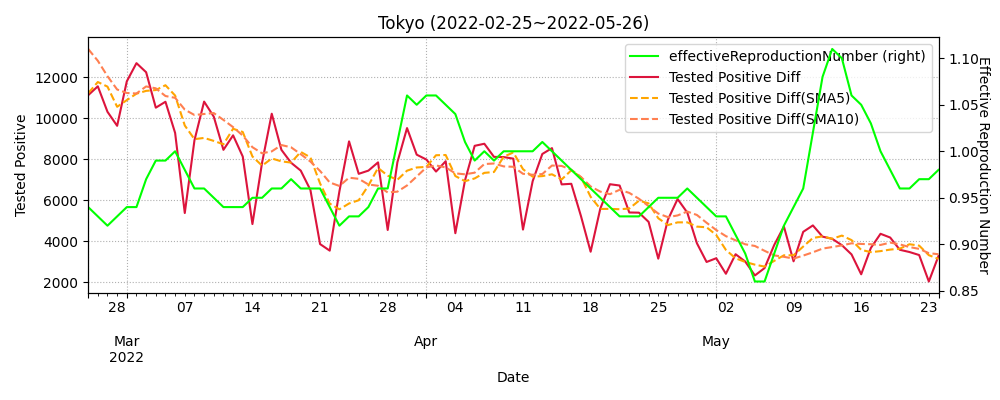 Tokyo (2022-02-25~2022-05-26)
effectiveReproductionNumber (right)
Tested Positive Diff
Tested Positive Diff(SMA5)
Tested Positive Diff(SMA10)
Tested Positive
12000
10000
8000
6000
4000
2000
1.10
1.05
1.00
0.95
0.90
0.85
Effective Reproduction Number
28 07 14 21 28 04 11 18 25 02 09 16 23
Mar Apr May
2022
Date